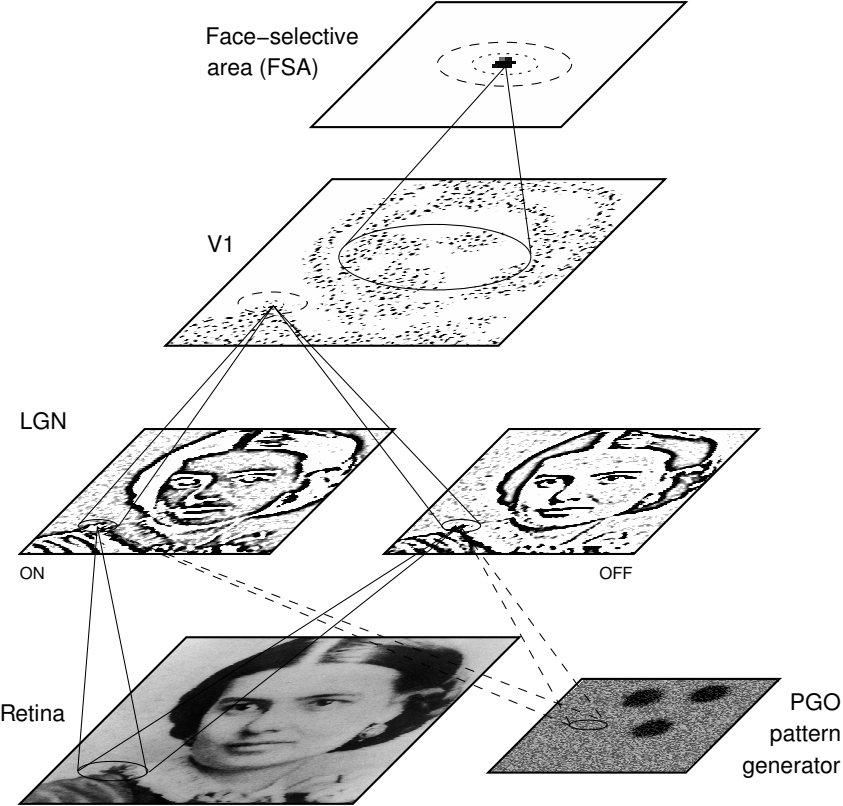 Face−selective
area (FSA)
V1
LGN
ON
OFF
Retina
PGO
pattern
generator